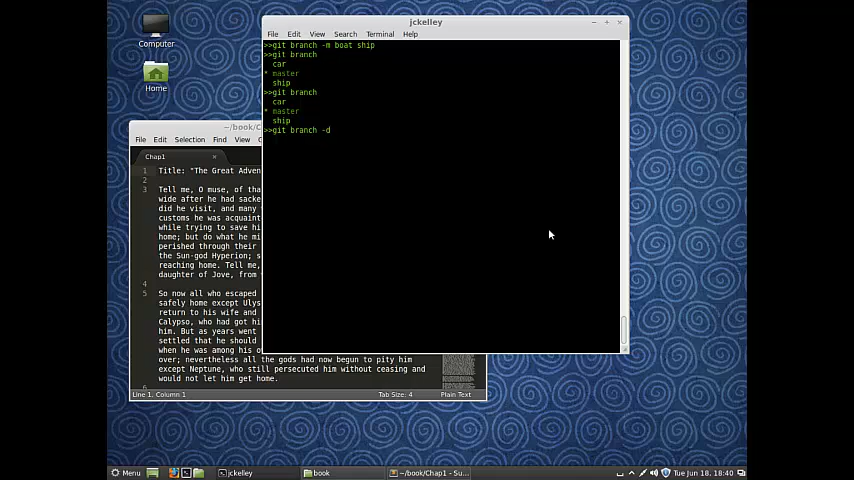 jckelley
File Edit View Search Terminal Help
>>git branch -m boat ship
>>git branch
car
* master
ship
>>git branch
car
* master
ship
>>git branch -d
Computer
Home
~/book/C
File Edit Selection Find View
Chap1 ×
1 Title: "The Great Adven
2
3 Tell me, O muse, of tha
wide after he had sacke
did he visit, and many
customs he was acquaint
while trying to save hi
home; but do what he mi
perished through their
the Sun-god Hyperion; s
reaching home. Tell me,
daughter of Jove, from
4
5 So now all who escaped
safely home except Ulys
return to his wife and
Calypso, who had got hi
him. But as years went
settled that he should
when he was among his o
over; nevertheless all the gods had now begun to pity him
except Neptune, who still persecuted him without ceasing and
would not let him get home.
Line 1, Column 1 Tab Size: 4 Plain Text
Menu jckelley book ~/book/Chap1 - Su... Tue Jun 18, 18:40